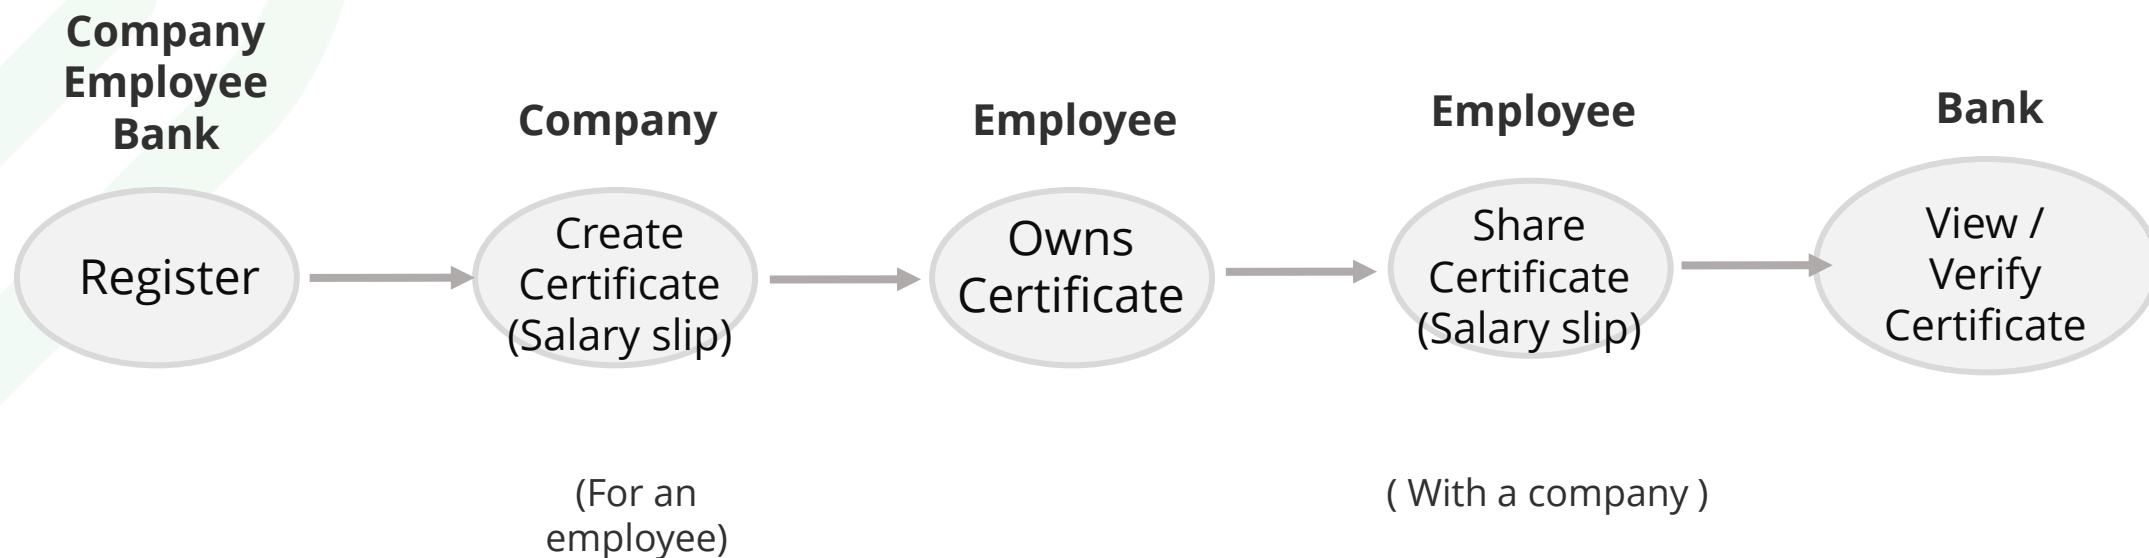 Company
Employee
Bank
Company
Employee
Employee
Bank
Register
Create
Certificate
(Salary slip)
Owns
Certificate
Share
Certificate
(Salary slip)
View /
Verify
Certificate
(For an
employee)
( With a company )